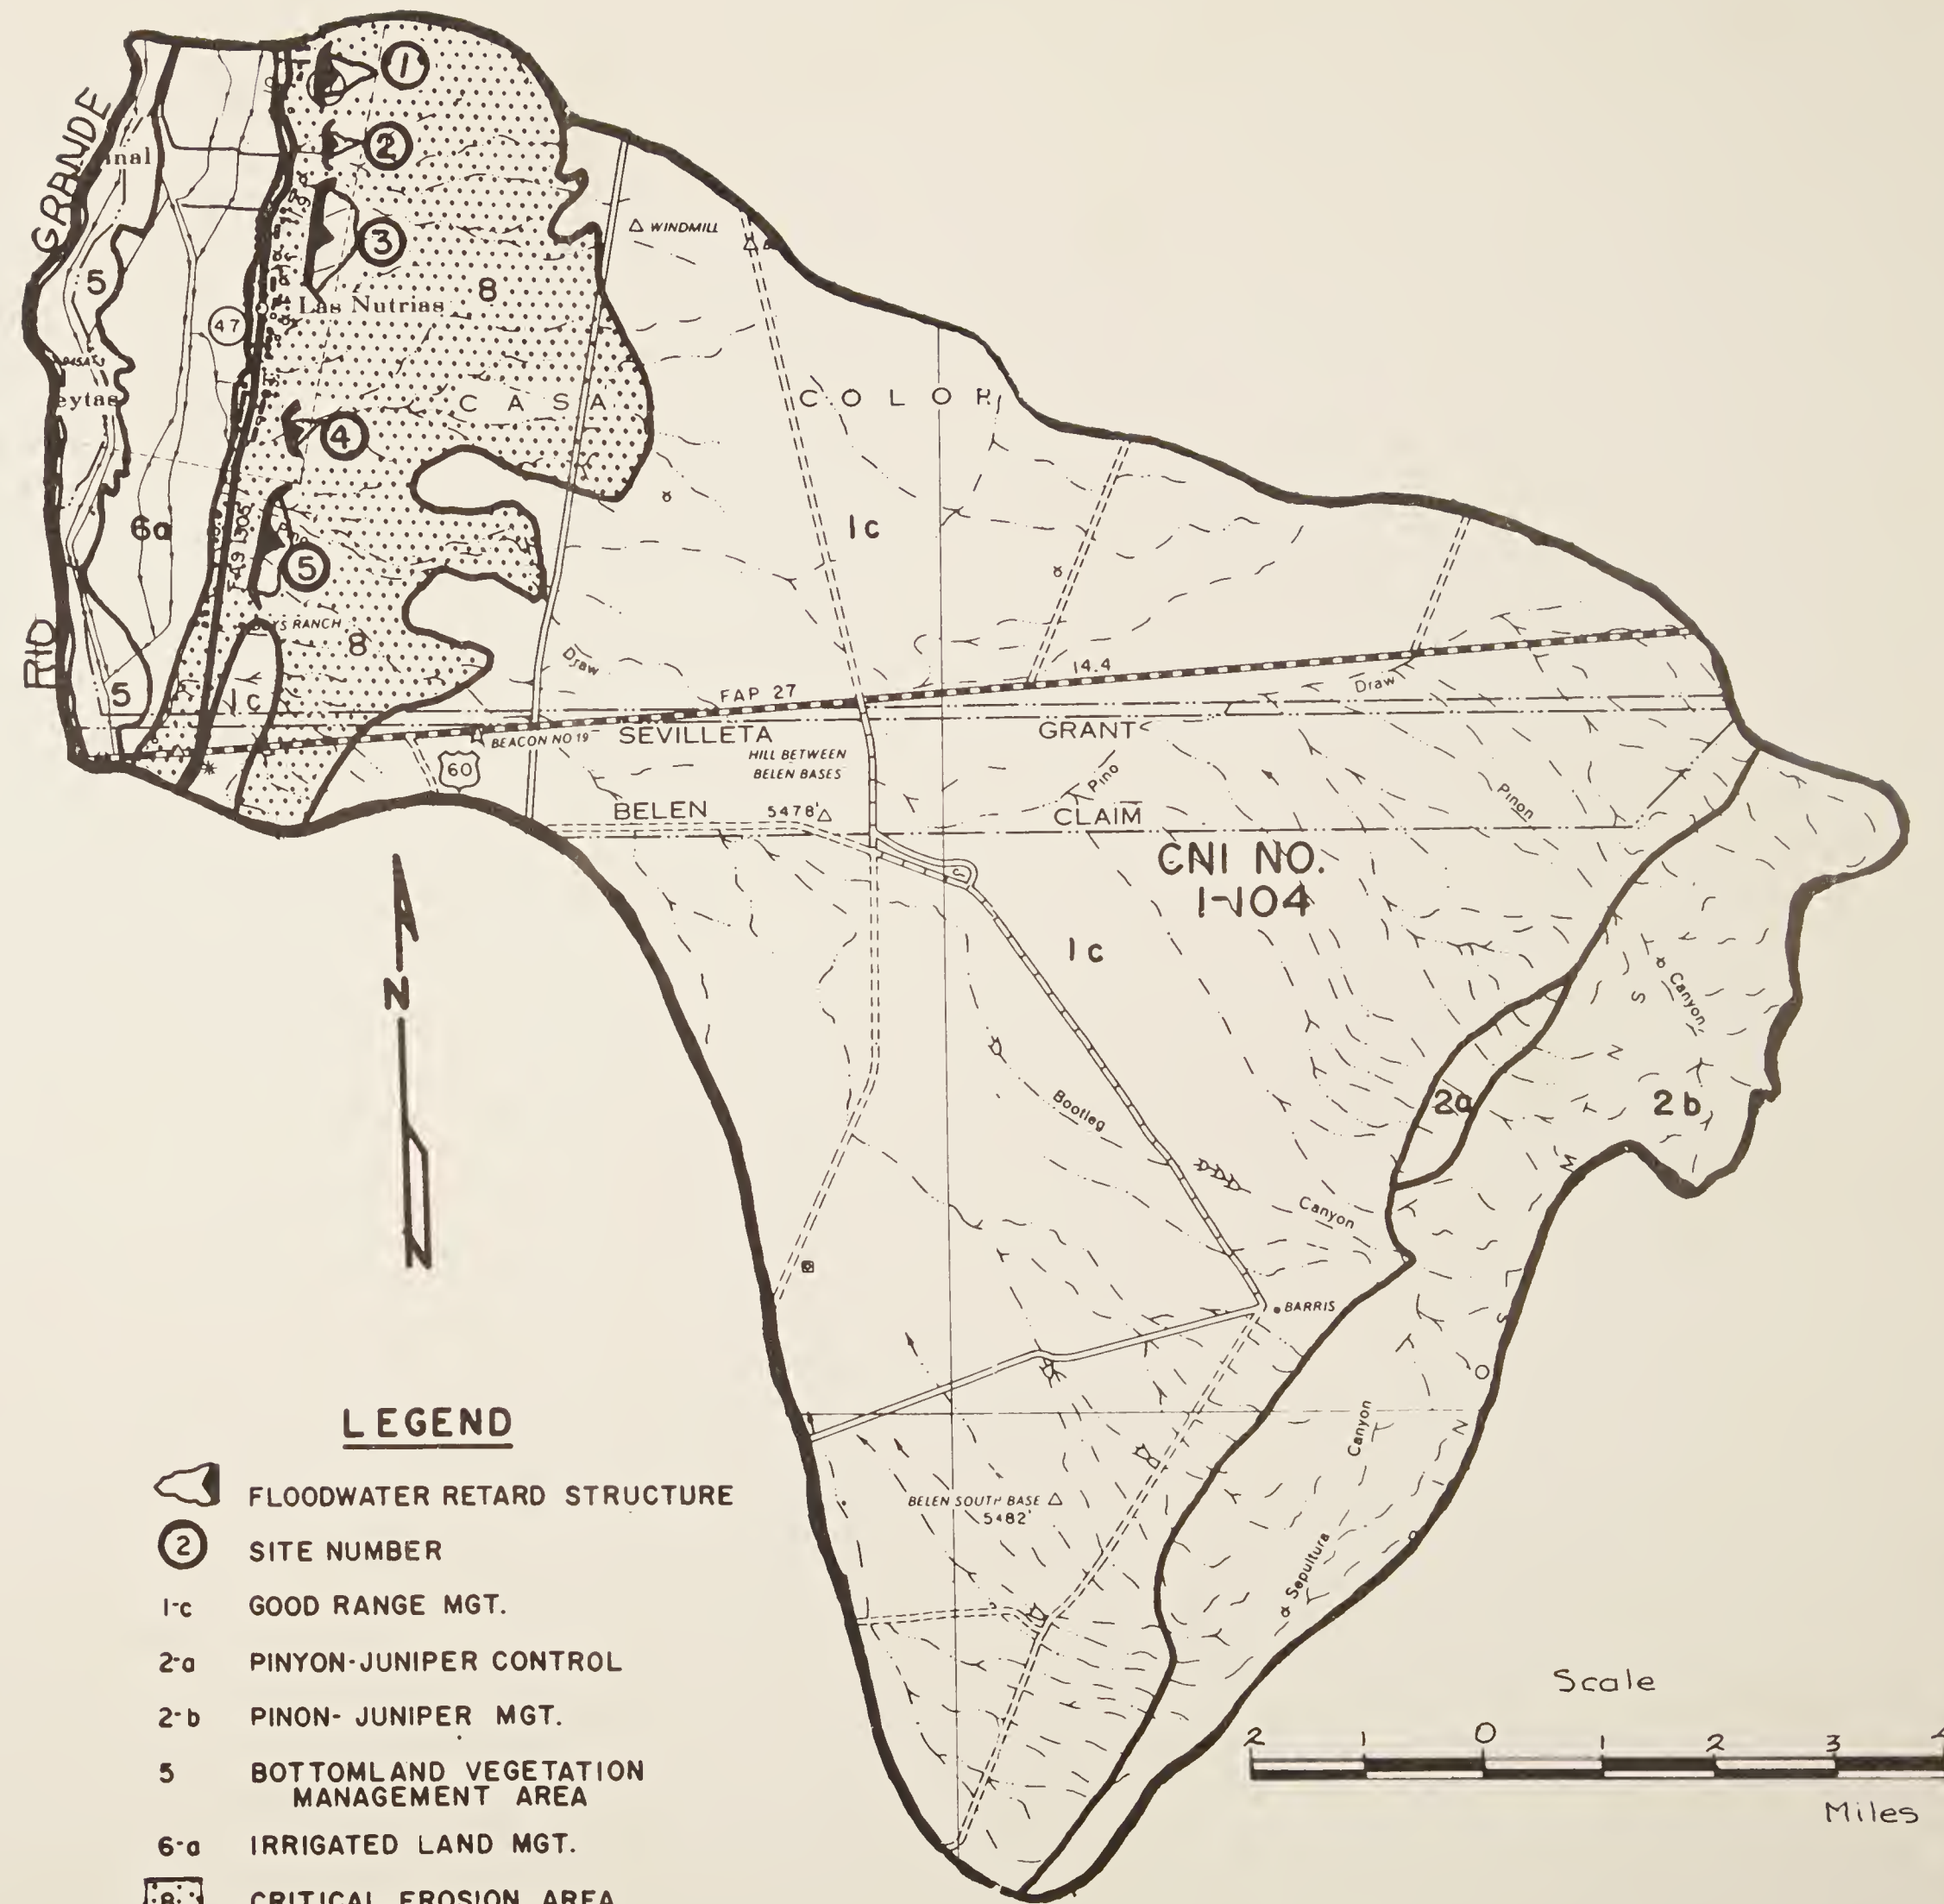 1
2
3
4
5
GRANDE
RIO
5
5
47
Las Nutrias
8
8
CASA
COLOR
WINDMILL
6a
1c
1c
1c
RANCH
Draw
FAP 27
14.4
Draw
BEACON NO 19
SEVILLETA
GRANT
60
HILL BETWEEN
BELEN BASES
Pino
Pinon
BELEN
5478'
CLAIM
CNI NO.
1-104
Canyon
2a
2b
Bootleg
Canyon
BARRIS
Canyon
BELEN SOUTH BASE
5482'
Sepultura
N
LEGEND
FLOODWATER RETARD STRUCTURE
2 SITE NUMBER
1-c GOOD RANGE MGT.
2-a PINYON-JUNIPER CONTROL
2-b PINON-JUNIPER MGT.
5 BOTTOMLAND VEGETATION
MANAGEMENT AREA
6-a IRRIGATED LAND MGT.
8 CRITICAL EROSION AREA
Scale
2 1 0 1 2 3
Miles